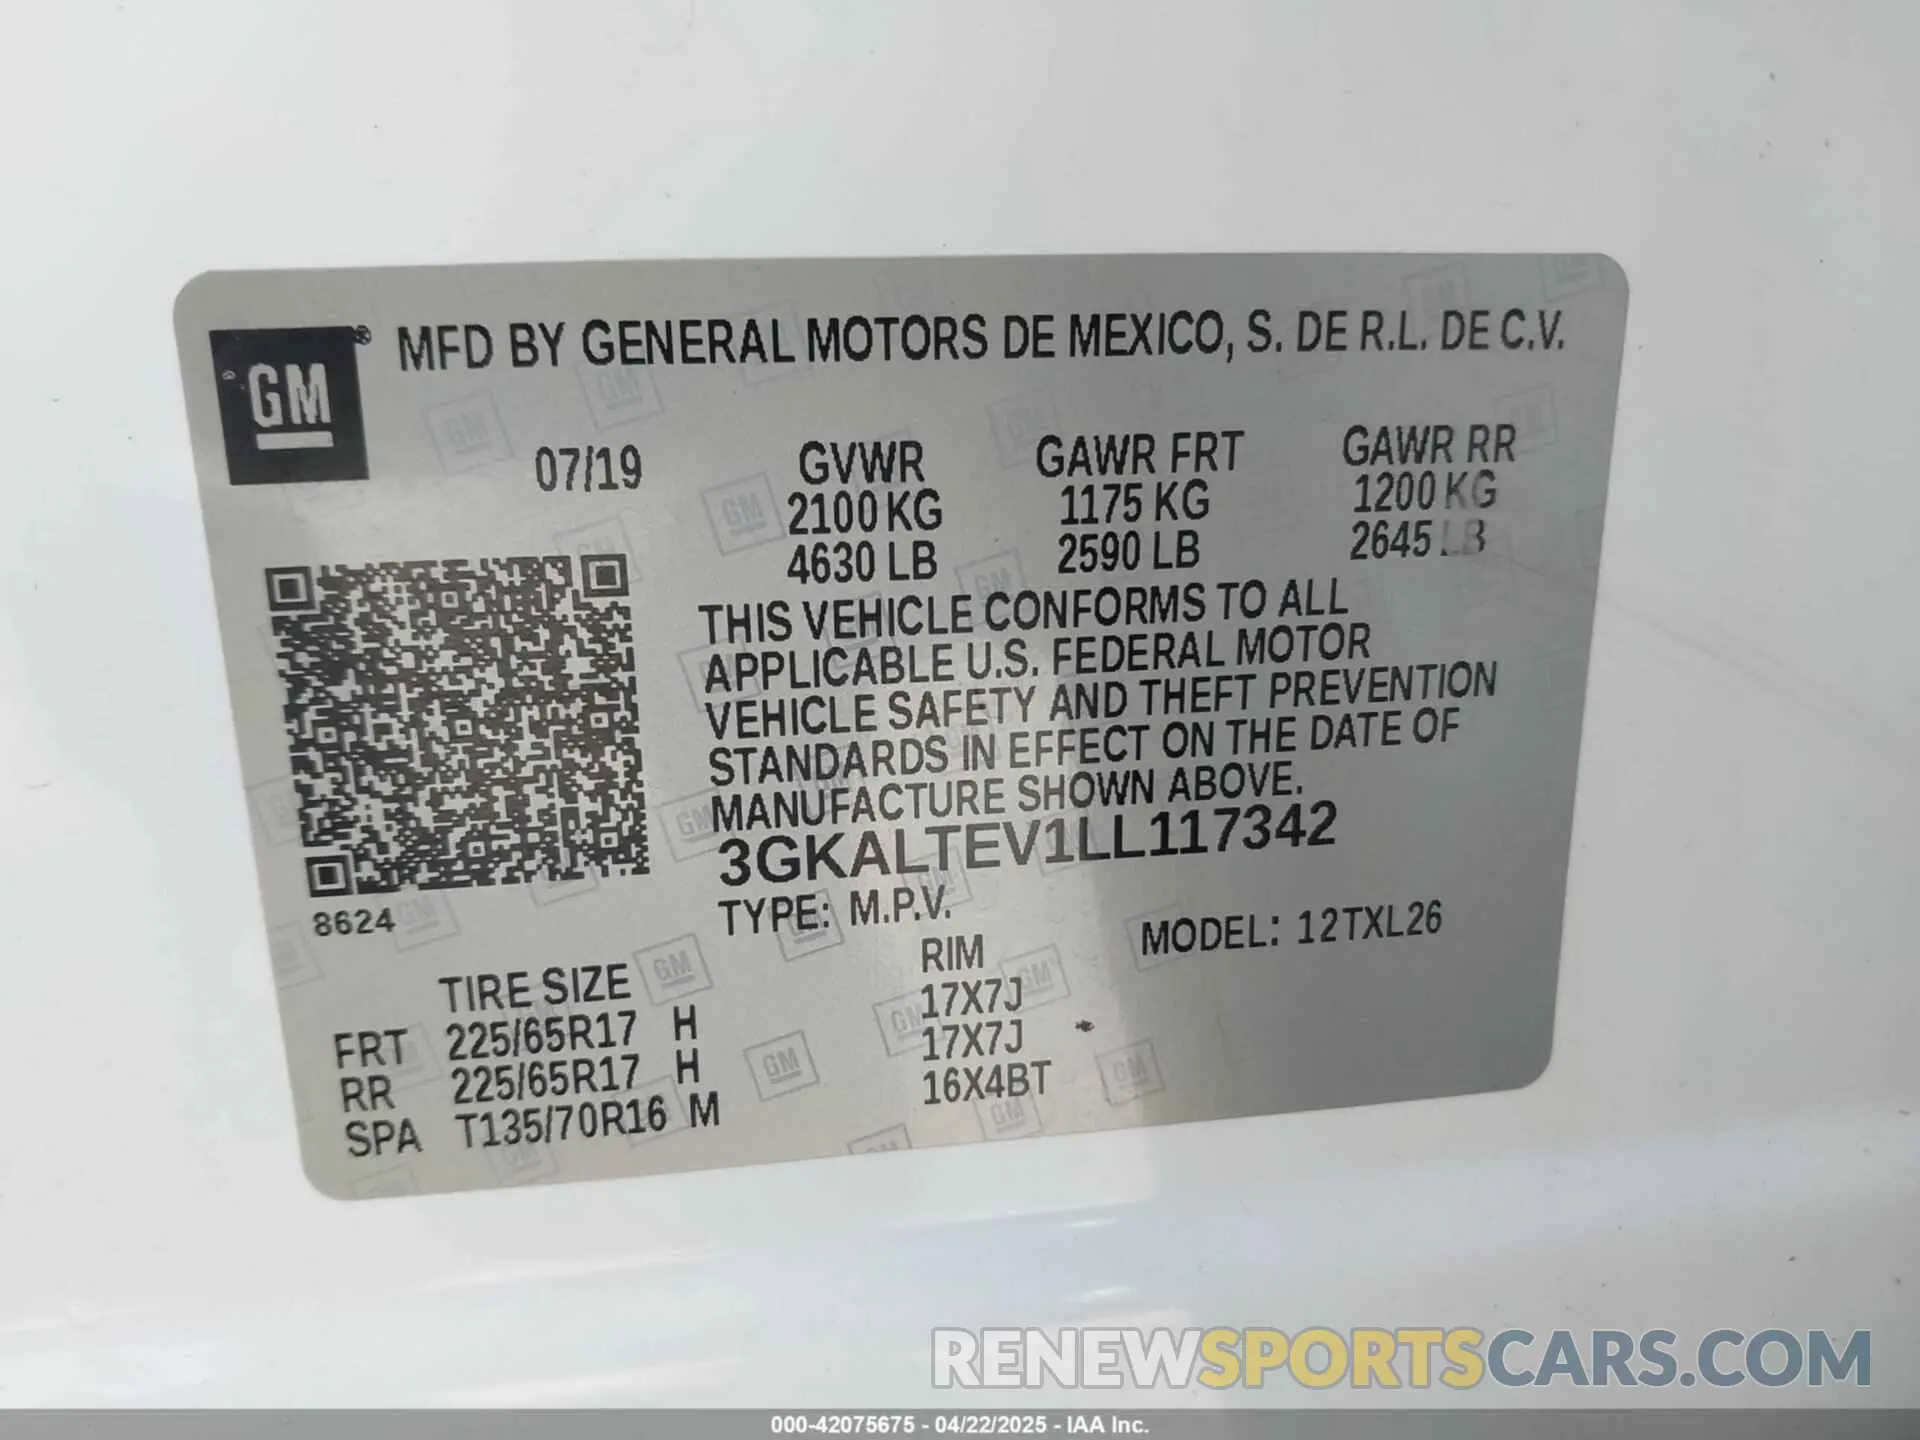 MFD BY GENERAL MOTORS DE MEXICO, S. DE R.L. DE C.V.
GM
07/19 GVWR GAWR FRT GAWR RR
2100 KG 1175 KG 1200 KG
4630 LB 2590 LB 2645 LB
THIS VEHICLE CONFORMS TO ALL
APPLICABLE U.S. FEDERAL MOTOR
VEHICLE SAFETY AND THEFT PREVENTION
STANDARDS IN EFFECT ON THE DATE OF
MANUFACTURE SHOWN ABOVE.
3GKALTEV1LL117342
8624
TYPE: M.P.V. MODEL: 12TXL26
TIRE SIZE RIM
FRT 225/65R17 H 17X7J
RR 225/65R17 H 17X7J
SPA T135/70R16 M 16X4BT
RENEWSPORTSCARS.COM
000-42075675 - 04/22/2025 - IAA Inc.